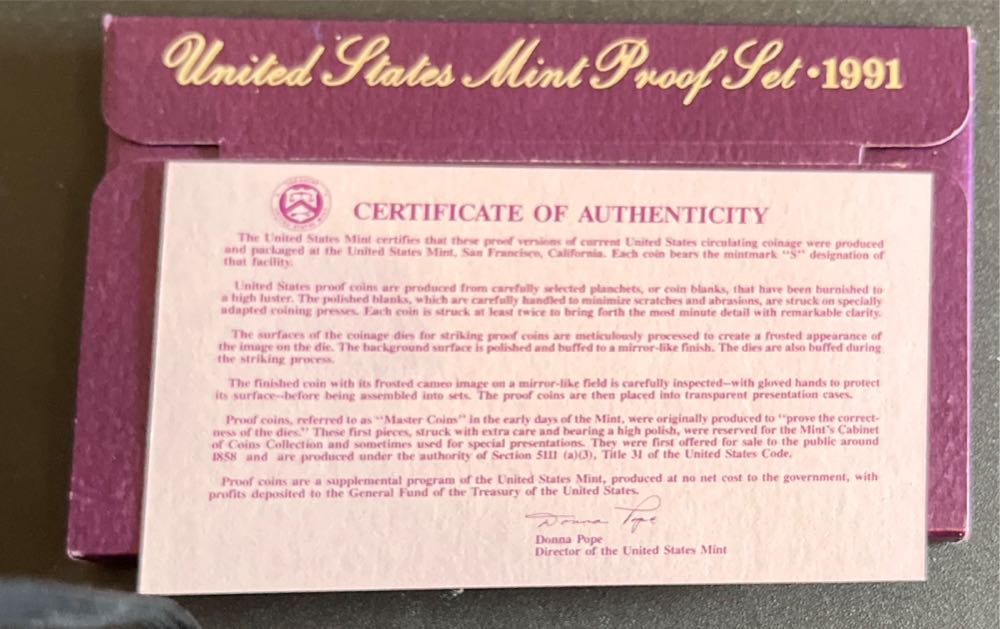 United States Mint Proof Set · 1991
CERTIFICATE OF AUTHENTICITY
The United States Mint certifies that these proof versions of current United States circulating coinage were produced
and packaged at the United States Mint, San Francisco, California. Each coin bears the mintmark "S" designation of
that facility.
United States proof coins are produced from carefully selected planchets, or coin blanks, that have been burnished to
a high luster. The polished blanks, which are carefully handled to minimize scratches and abrasions, are struck on specially
adapted coining presses. Each coin is struck at least twice to bring forth the most minute detail with remarkable clarity.
The surfaces of the coinage dies for striking proof coins are meticulously processed to create a frosted appearance of
the image on the die. The background surface is polished and buffed to a mirror-like finish. The dies are also buffed during
the striking process.
The finished coin with its frosted cameo image on a mirror-like field is carefully inspected—with gloved hands to protect
its surface—before being assembled into sets. The proof coins are then placed into transparent presentation cases.
Proof coins, referred to as "Master Coins" in the early days of the Mint, were originally produced to "prove the correct-
ness of the dies." These first pieces, struck with extra care and bearing a high polish, were reserved for the Mint's Cabinet
of Coins Collection and sometimes used for special presentations. They were first offered for sale to the public around
1858 and are produced under the authority of Section 5111 (a)(3), Title 31 of the United States Code.
Proof coins are a supplemental program of the United States Mint, produced at no net cost to the government, with
profits deposited to the General Fund of the Treasury of the United States.
Donna Pope
Donna Pope
Director of the United States Mint